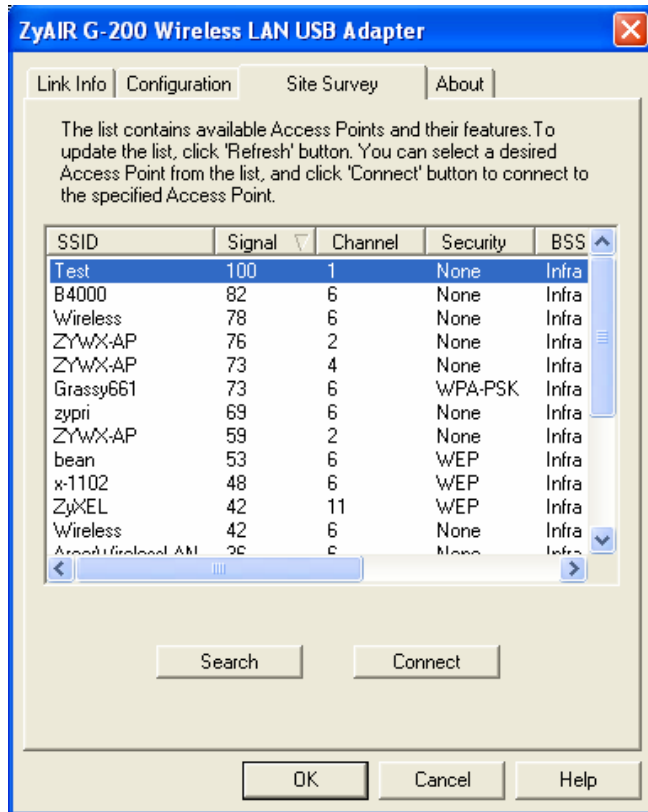 ZyAIR G-200 Wireless LAN USB Adapter
Link Info Configuration Site Survey About
The list contains available Access Points and their features.To
update the list, click 'Refresh' button. You can select a desired
Access Point from the list, and click 'Connect' button to connect to
the specified Access Point.
SSID Signal Channel Security BSS
Test 100 1 None Infra
B4000 82 6 None Infra
Wireless 78 6 None Infra
ZYWX-AP 76 2 None Infra
ZYWX-AP 73 4 None Infra
Grassy661 73 6 WPA-PSK Infra
zypri 69 6 None Infra
ZYWX-AP 59 2 None Infra
bean 53 6 WEP Infra
x-1102 48 6 WEP Infra
ZyXEL 42 11 WEP Infra
Wireless 42 6 None Infra
6 None Infra
Search Connect
OK Cancel Help